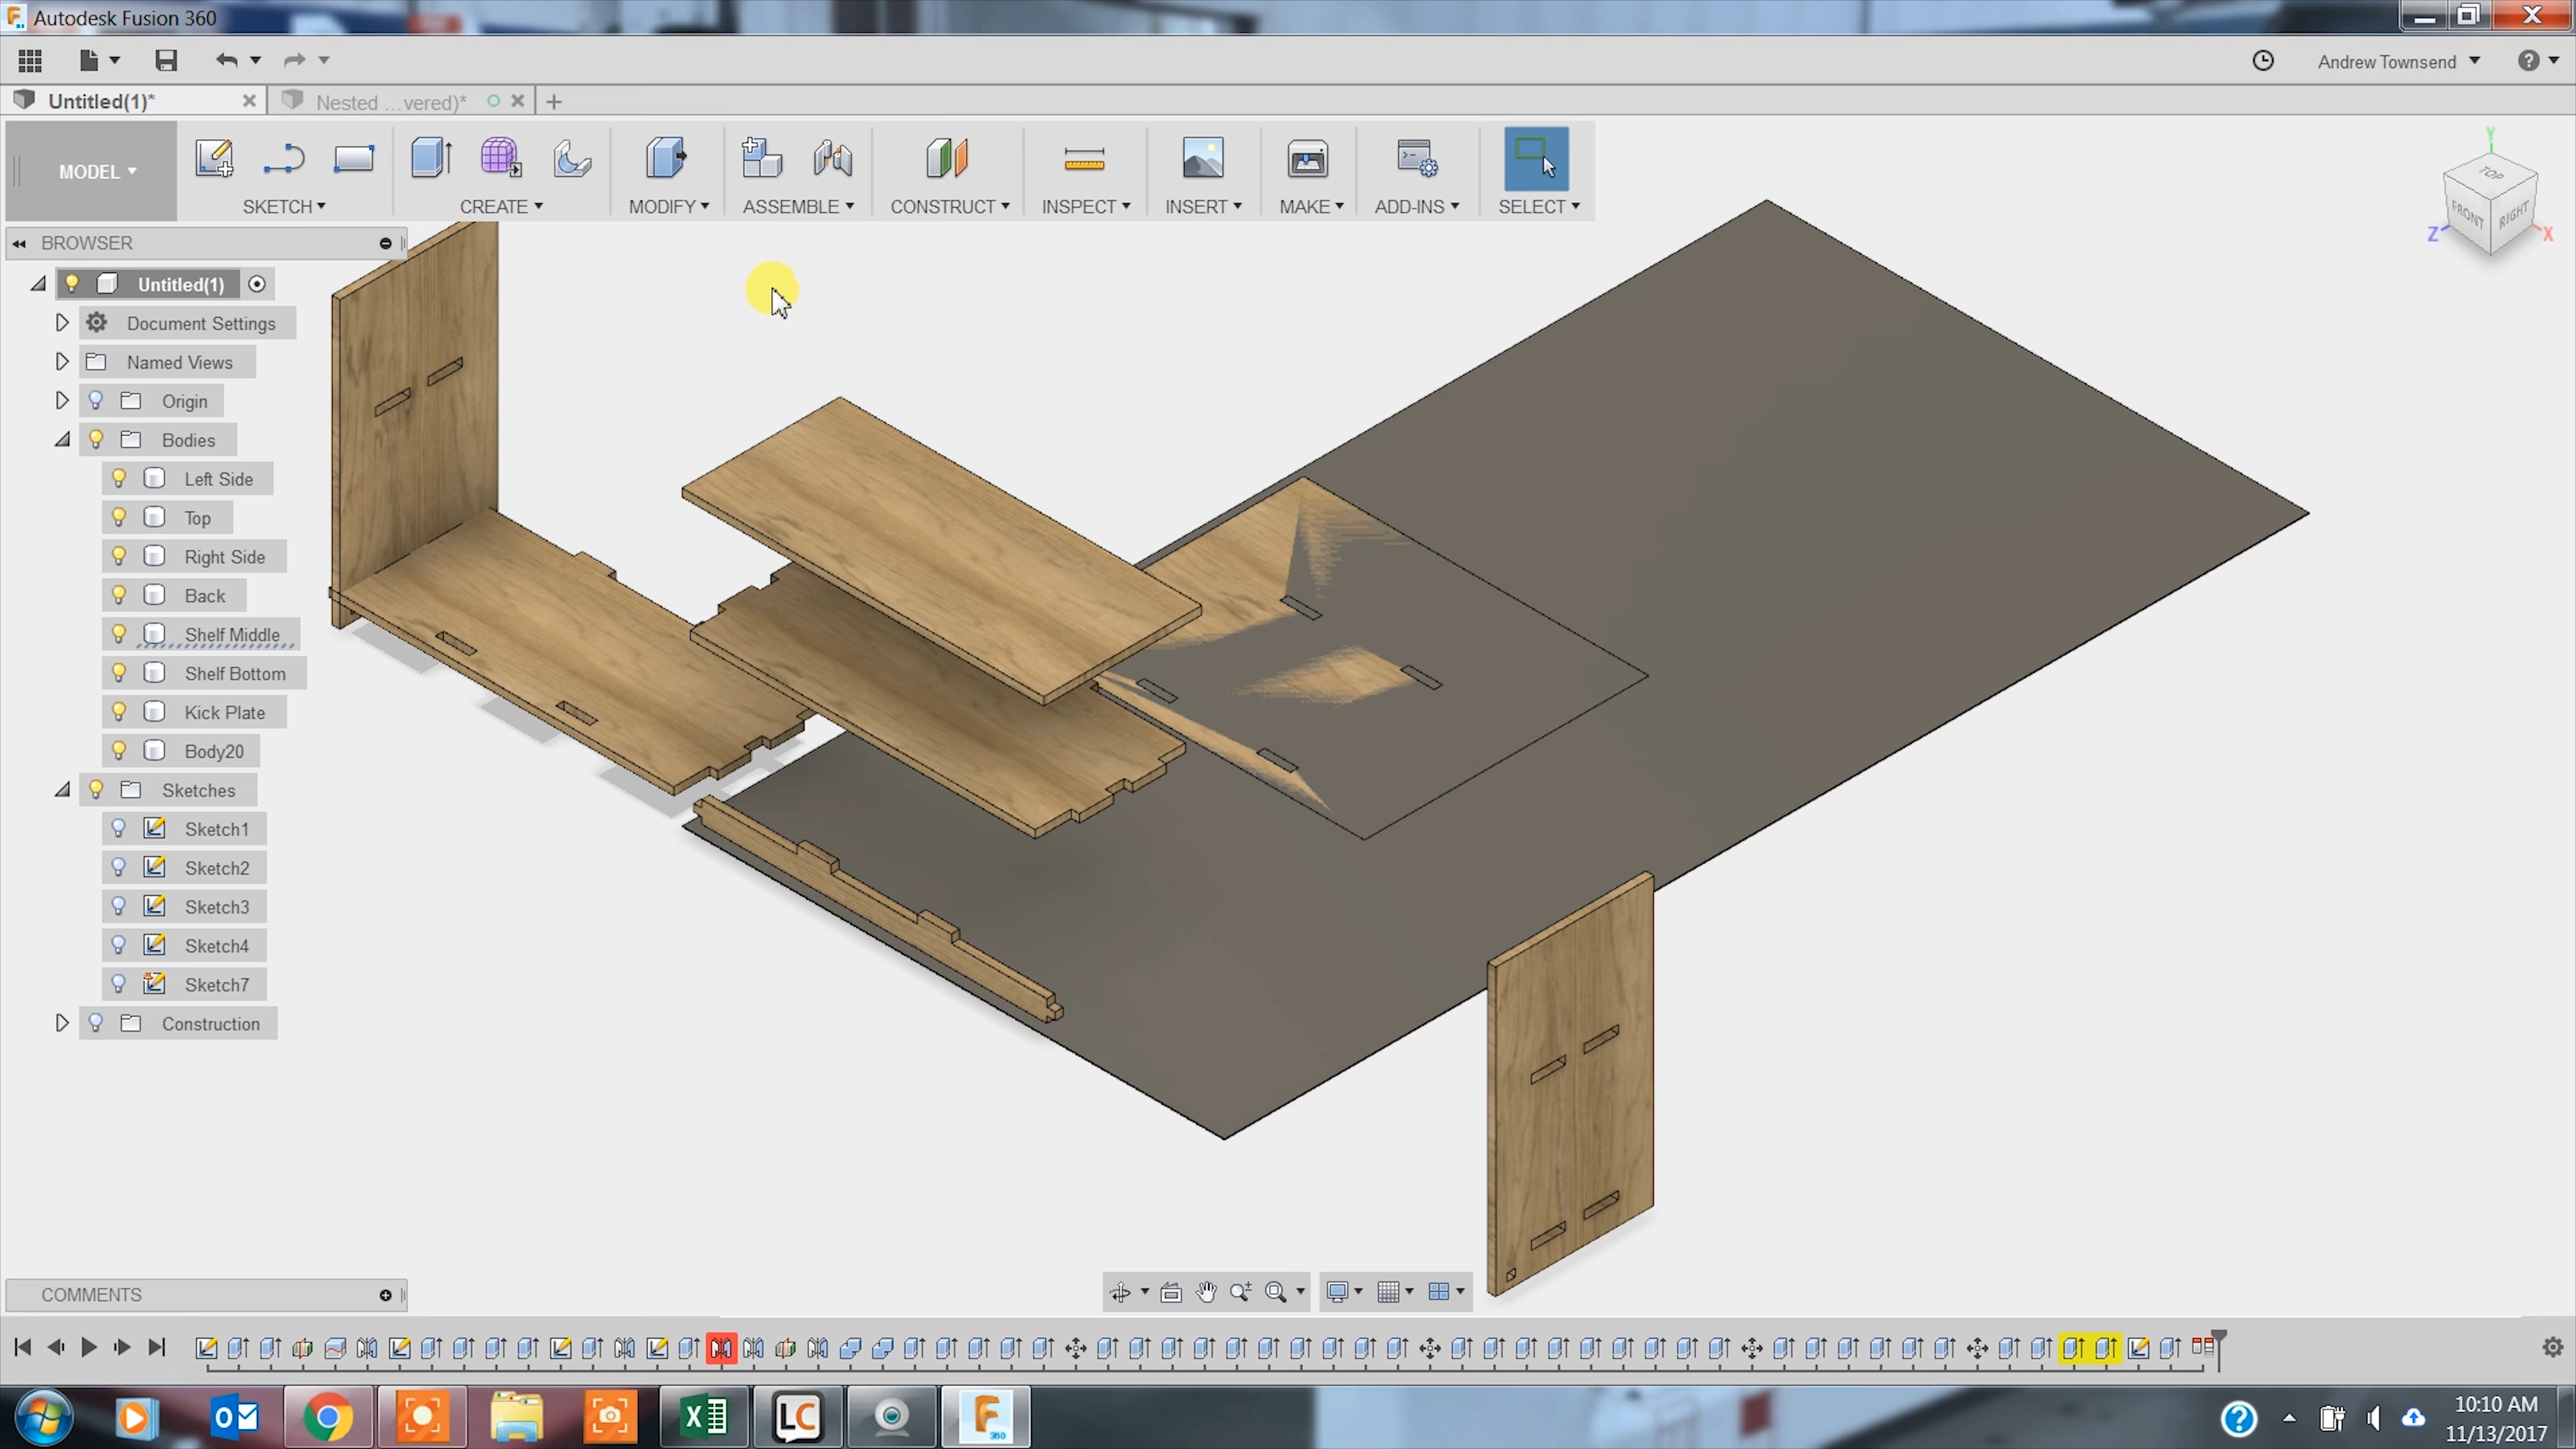 Autodesk Fusion 360
Andrew Townsend
Untitled(1)*
Nested ...vered)*
MODEL
SKETCH
CREATE
MODIFY
ASSEMBLE
CONSTRUCT
INSPECT
INSERT
MAKE
ADD-INS
SELECT
Y
TOP
FRONT
RIGHT
Z
X
BROWSER
Untitled(1)
Document Settings
Named Views
Origin
Bodies
Left Side
Top
Right Side
Back
Shelf Middle
Shelf Bottom
Kick Plate
Body20
Sketches
Sketch1
Sketch2
Sketch3
Sketch4
Sketch7
Construction
COMMENTS
LC
360
10:10 AM
11/13/2017